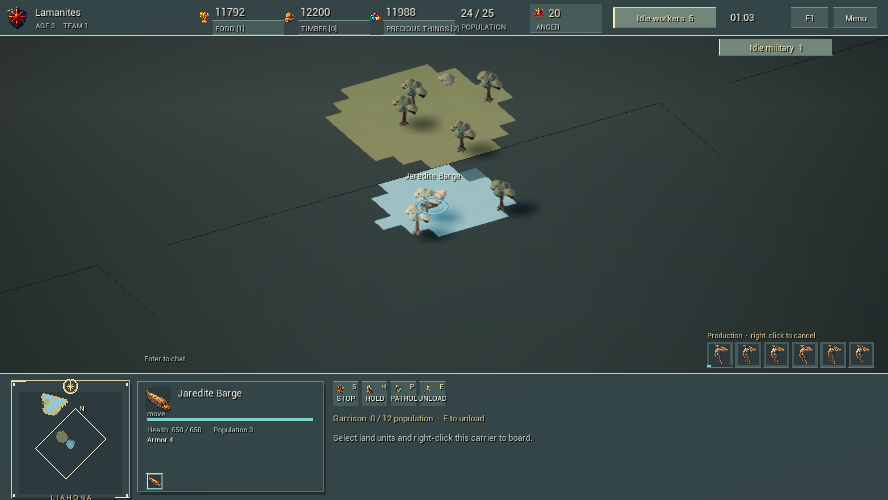 Lamanites
AGE 3 TEAM 1
11792
FOOD [1]
12200
TIMBER [0]
11988
PRECIOUS THINGS [2]
24 / 25
POPULATION
20
ANGER
Idle workers 5
01:03
F1
Menu
Idle military 1
Jaredite Barge
Production · right-click to cancel
Enter to chat
N
LIAHONA
Jaredite Barge
move
Health 650 / 650 Population 3
Armor 4
S
STOP
H
HOLD
P
PATROL
E
UNLOAD
Garrison 0 / 12 population · E to unload
Select land units and right-click this carrier to board.